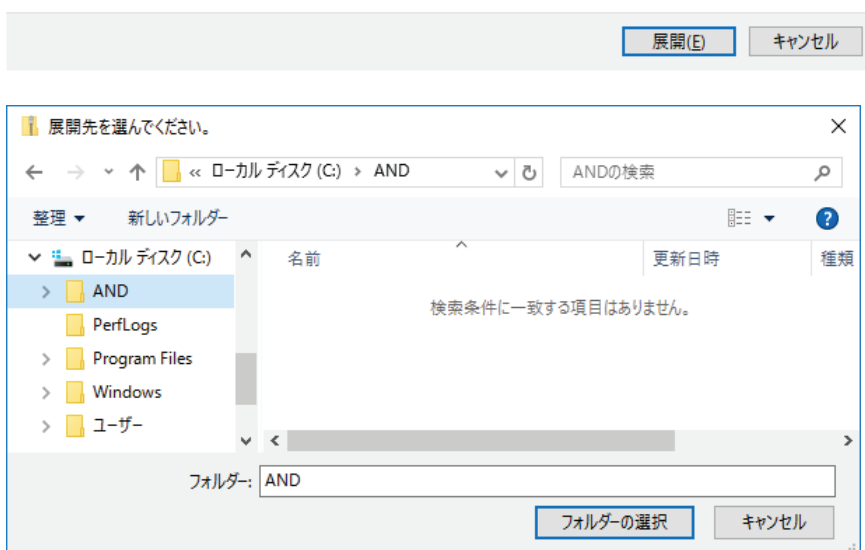 展開(E) キャンセル
展開先を選んでください。
« ローカル ディスク (C:) > AND ANDの検索
整理 新しいフォルダー
ローカル ディスク (C:) 名前 更新日時 種類
AND
検索条件に一致する項目はありません。
PerfLogs
Program Files
Windows
ユーザー
フォルダー: AND
フォルダーの選択 キャンセル